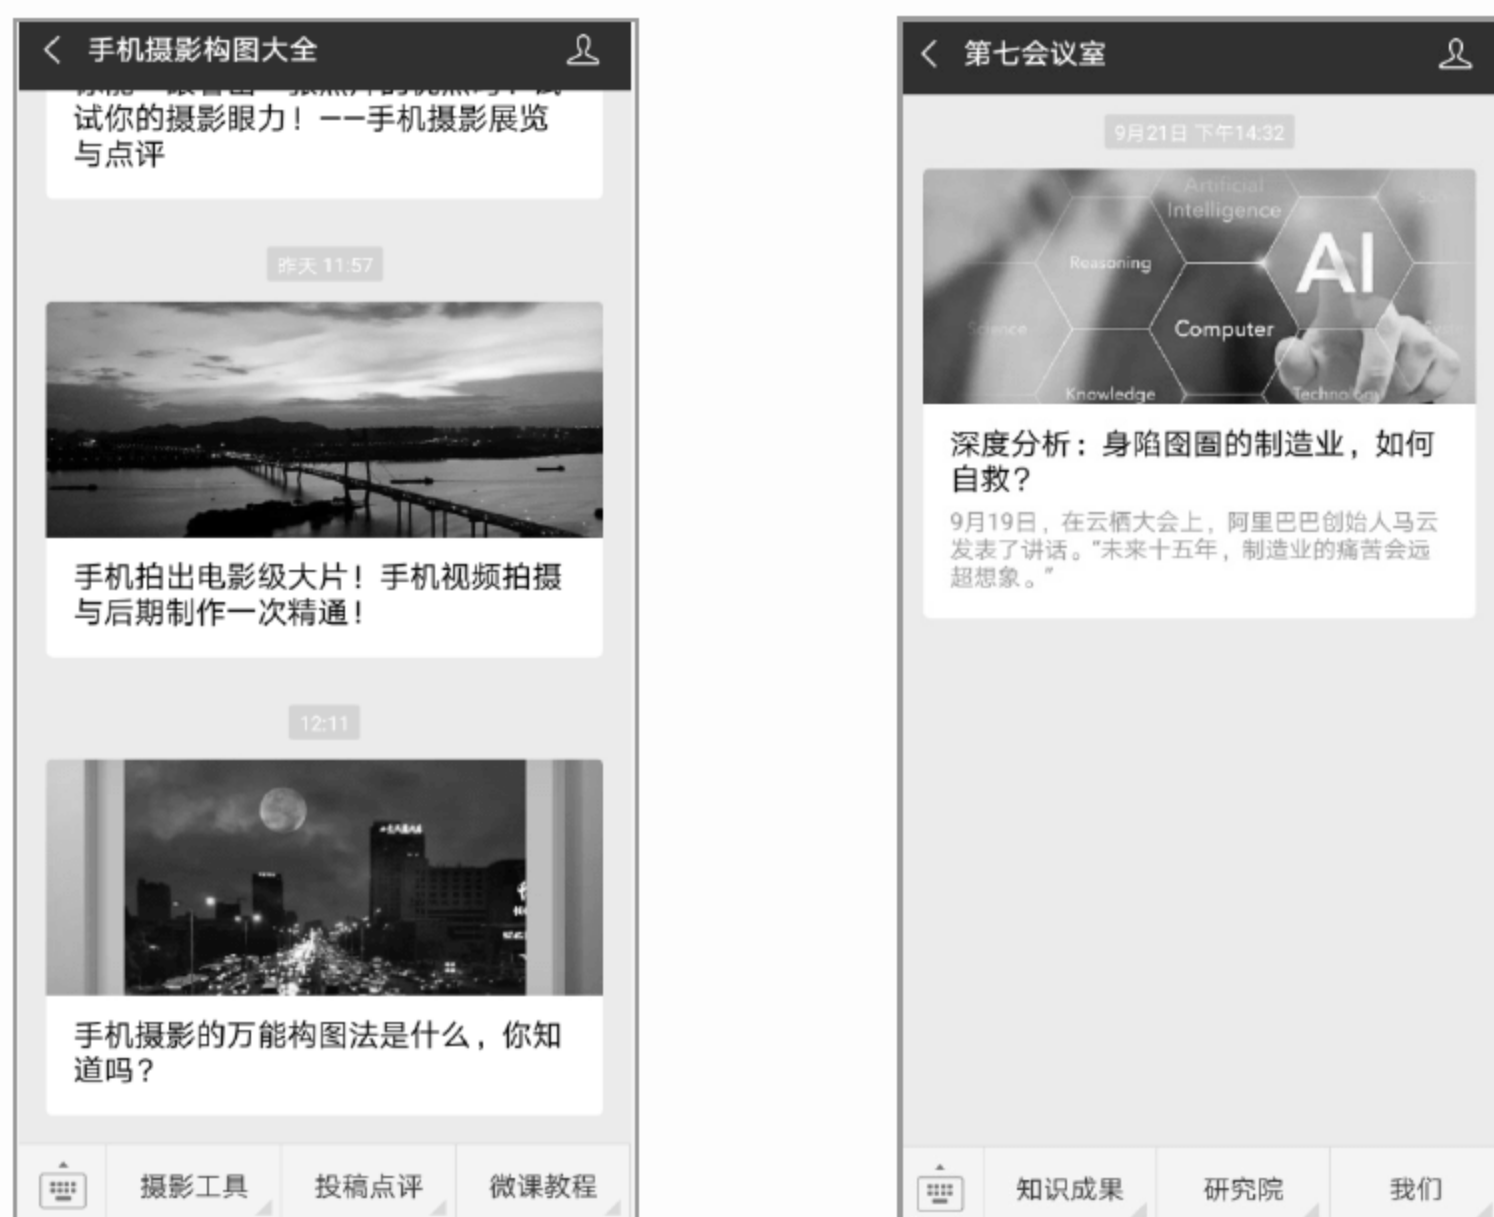 手机摄影构图大全
试你的摄影眼力！——手机摄影展览
与点评
昨天 11:57
手机拍出电影级大片！手机视频拍摄
与后期制作一次精通！
12:11
手机摄影的万能构图法是什么，你知
道吗？
摄影工具
投稿点评
微课教程
第七会议室
9月21日 下午14:32
Artificial
Intelligence
AI
Reasoning
Science
Computer
Knowledge
Technology
深度分析：身陷囹圄的制造业，如何
自救？
9月19日，在云栖大会上，阿里巴巴创始人马云
发表了讲话。“未来十五年，制造业的痛苦会远
超想象。”
知识成果
研究院
我们